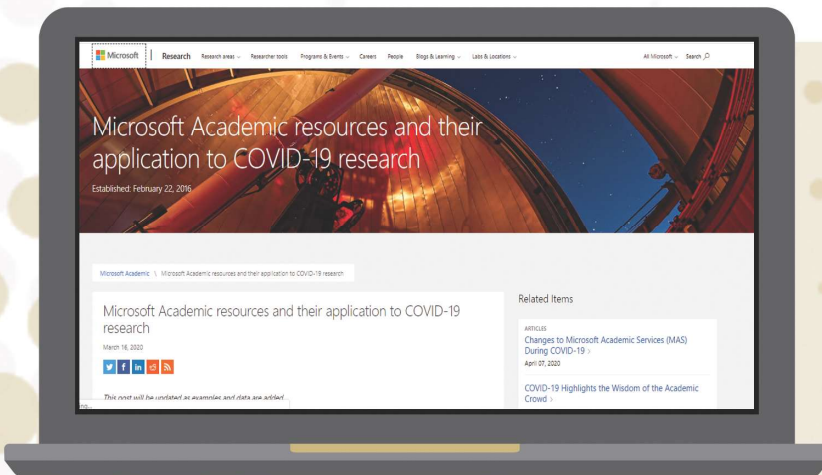 Microsoft | Research Research areas Researcher tools Programs & Events Careers People Blogs & Learning Labs & Locations All Microsoft Search
Microsoft Academic resources and their
application to COVID-19 research
Established: February 22, 2016
Microsoft Academic \ Microsoft Academic resources and their application to COVID-19 research
Microsoft Academic resources and their application to COVID-19
research
March 16, 2020
This post will be updated as examples and data are added
Related Items
ARTICLES
Changes to Microsoft Academic Services (MAS)
During COVID-19 >
April 07, 2020
COVID-19 Highlights the Wisdom of the Academic
Crowd >